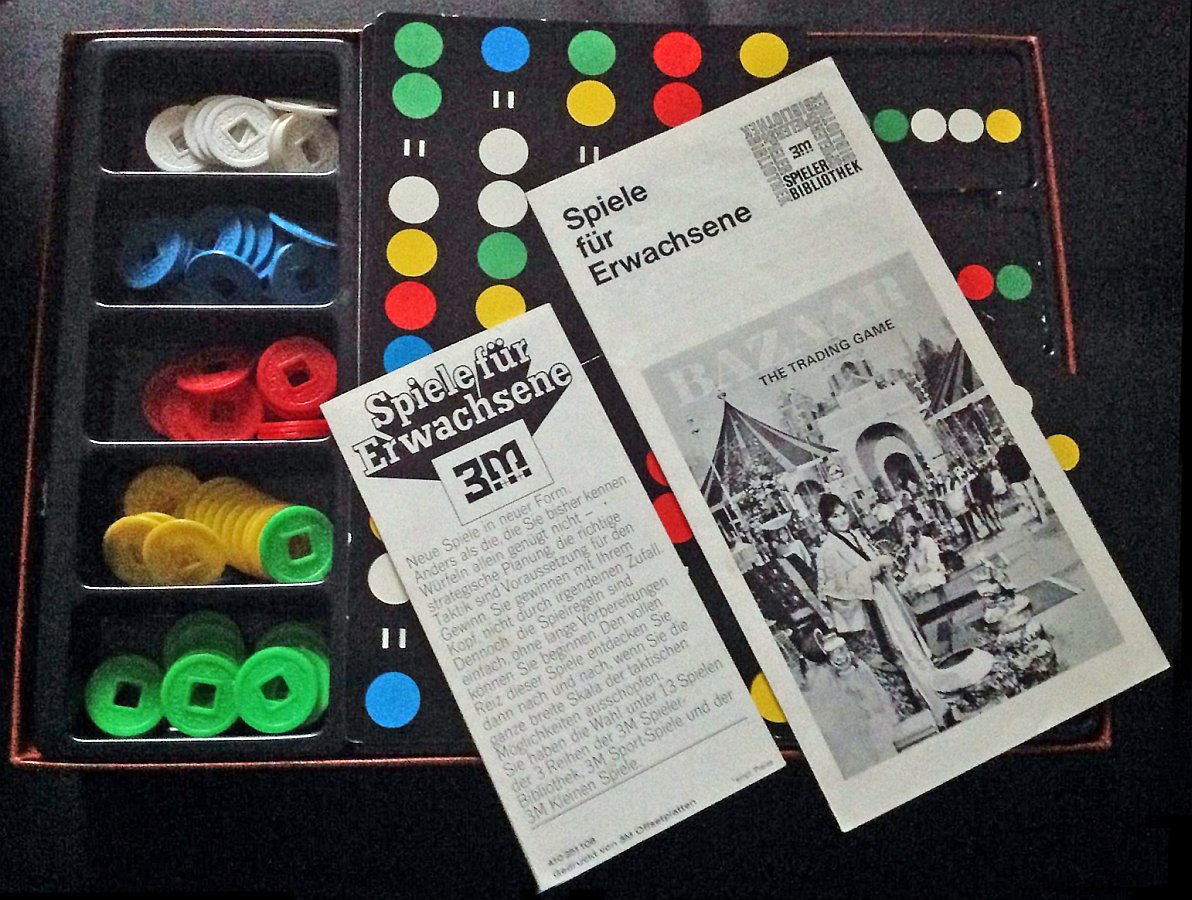 Spiele
für
Erwachsene
BIBLIOTHEK
3m
SPIELER
BIBLIOTHEK
BAZAAR
THE TRADING GAME
Spiele für
Erwachsene
3m
Neue Spiele in neuer Form.
Anders als die, die Sie bisher kennen
Würfeln allein genügt nicht –
strategische Planung, die richtige
Taktik sind Voraussetzung für den
Gewinn. Sie gewinnen mit Ihrem
Kopf nicht durch irgendeinen Zufall.
Dennoch: die Spielregeln sind
einfach, ohne lange Vorbereitungen
können Sie beginnen. Den vollen
Reiz dieser Spiele entdecken Sie
dann nach und nach, wenn Sie die
ganze breite Skala der taktischen
Möglichkeiten ausschöpfen.
Sie haben die Wahl unter 13 Spielen
der 3 Reihen der 3M Spieler-
Bibliothek, 3M Sport-Spiele und der
3M Kleinen Spiele.
Gedruckt von 3M Offsetplatten